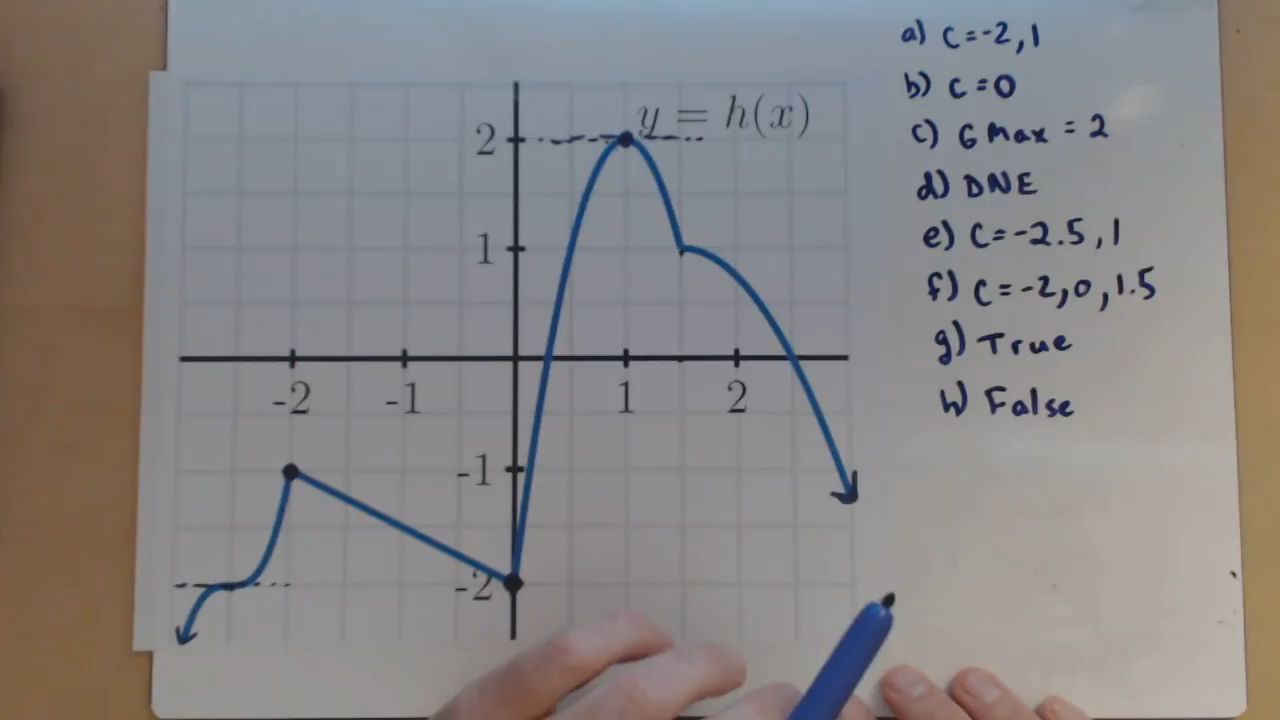 y = h(x)
2
1
-2 -1 1 2
-1
-2
a) c=-2,1
b) c=0
c) G Max = 2
d) DNE
e) C=-2.5,1
f) C=-2,0,1.5
g) True
h) False